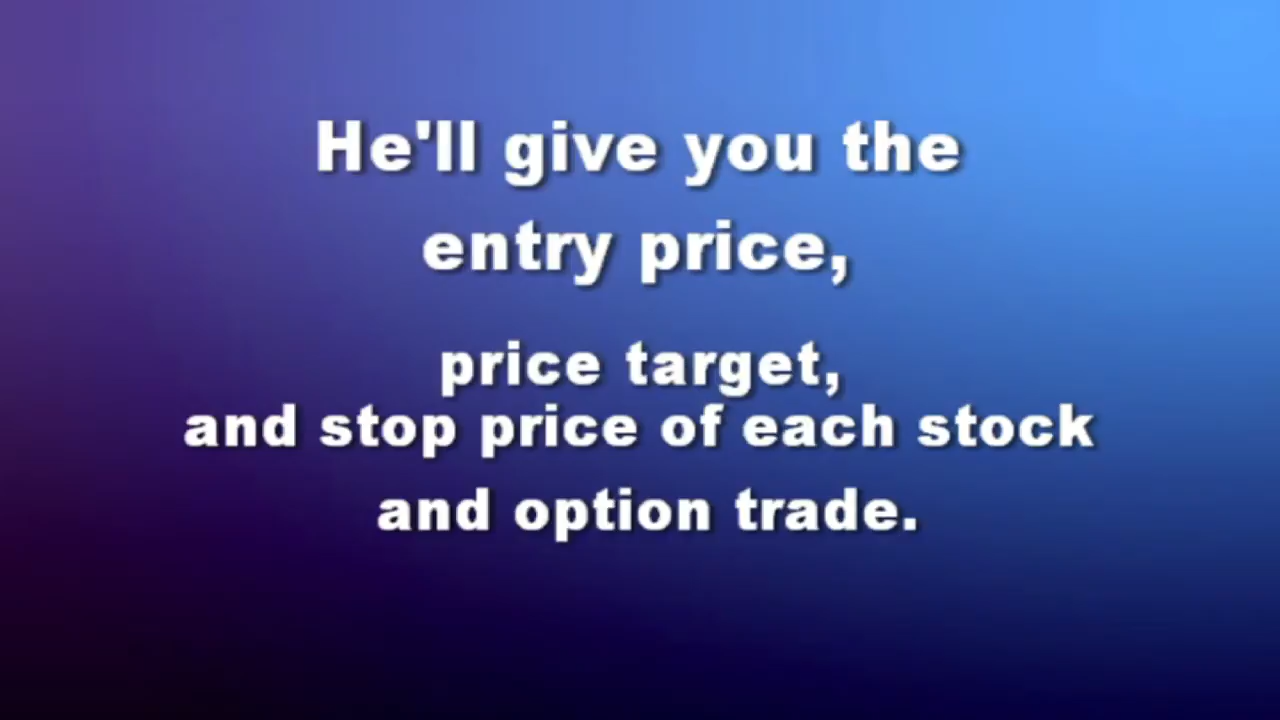 He'll give you the
entry price,
price target,
and stop price of each stock
and option trade.